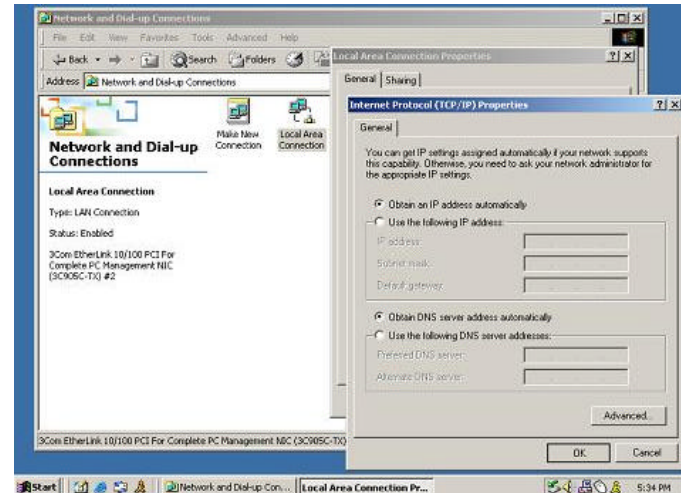 Network and Dial-up Connections
File Edit View Favorites Tools Advanced Help
Back Search Folders
Address Network and Dial-up Connections
Network and Dial-up Connections
Local Area Connection
Type: LAN Connection
Status: Enabled
3Com EtherLink 10/100 PCI For
Complete PC Management NIC
(3C905C-TX) #2
Make New
Connection
Local Area
Connection
3Com EtherLink 10/100 PCI For Complete PC Management NIC (3C905C-TX)
Local Area Connection Properties
General Sharing
Internet Protocol (TCP/IP) Properties
General
You can get IP settings assigned automatically if your network supports
this capability. Otherwise, you need to ask your network administrator for
the appropriate IP settings.
Obtain an IP address automatically
Use the following IP address:
IP address:
Subnet mask:
Default gateway:
Obtain DNS server address automatically
Use the following DNS server addresses:
Preferred DNS server:
Alternate DNS server:
Advanced...
OK Cancel
Start Network and Dial-up Con... Local Area Connection Pr... 5:34 PM